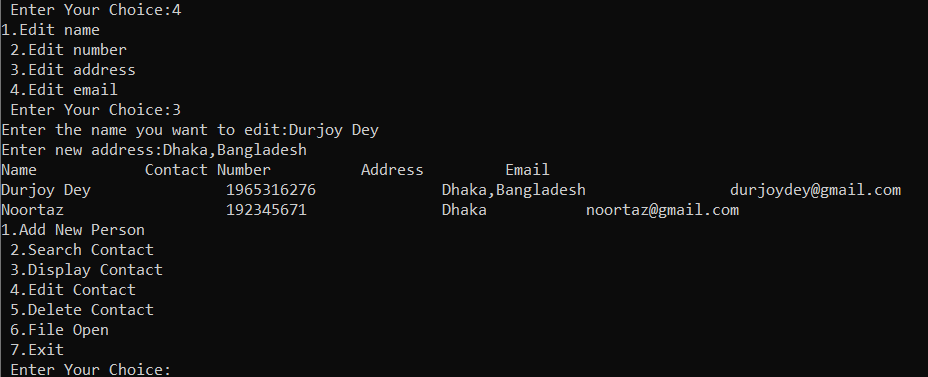 Enter Your Choice:4
1.Edit name
2.Edit number
3.Edit address
4.Edit email
Enter Your Choice:3
Enter the name you want to edit:Durjoy Dey
Enter new address:Dhaka,Bangladesh
Name Contact Number Address Email
Durjoy Dey 1965316276 Dhaka,Bangladesh durjoydey@gmail.com
Noortaz 192345671 Dhaka noortaz@gmail.com
1.Add New Person
2.Search Contact
3.Display Contact
4.Edit Contact
5.Delete Contact
6.File Open
7.Exit
Enter Your Choice: